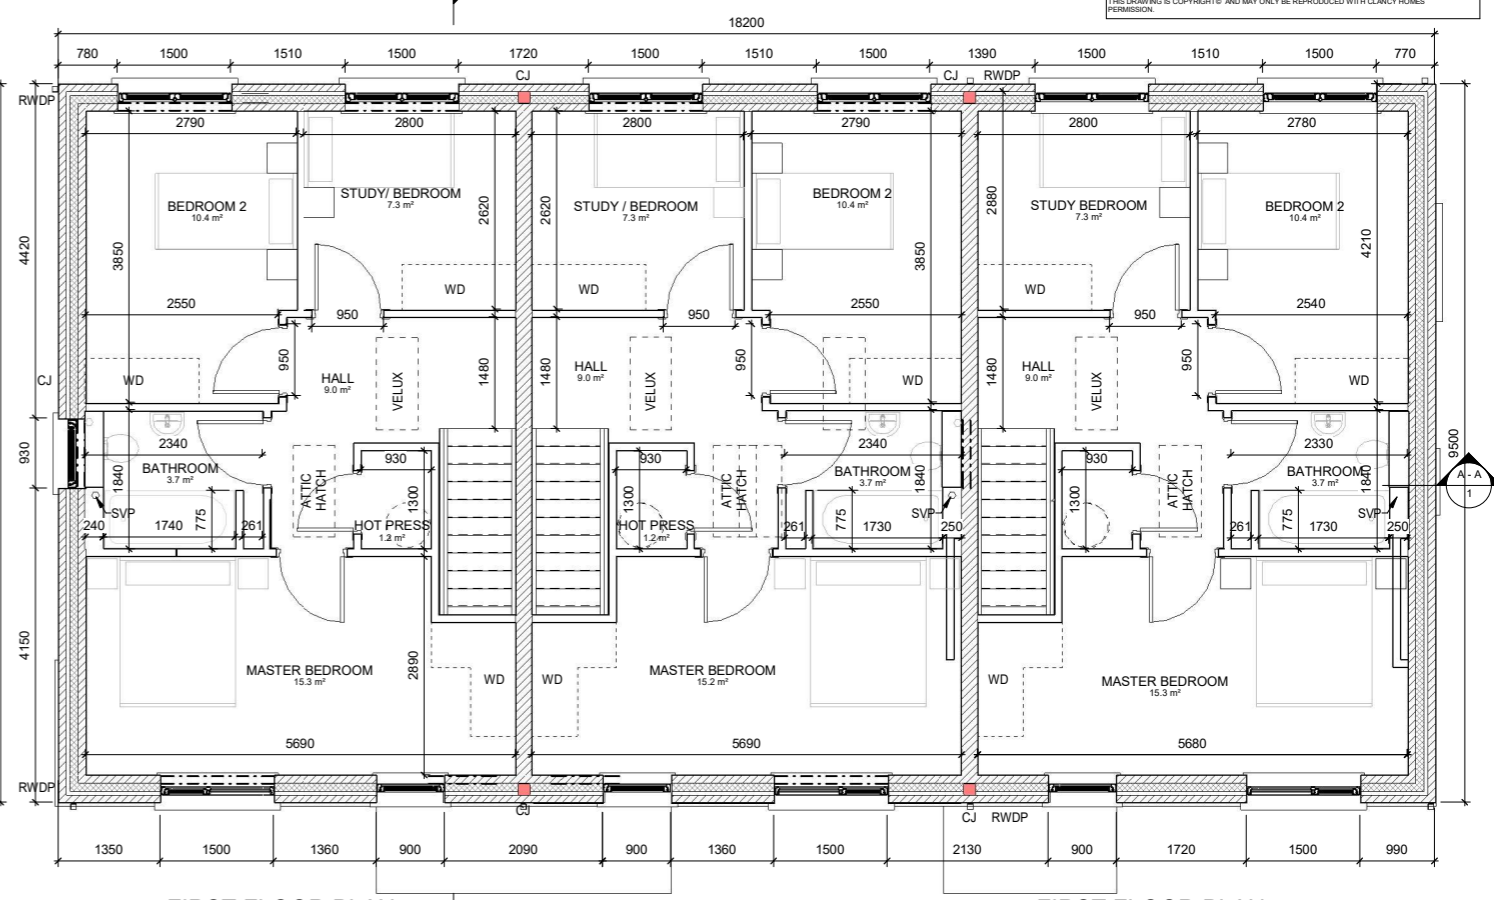 THIS DRAWING IS COPYRIGHT© AND MAY ONLY BE REPRODUCED WITH CLANCY HOMES
PERMISSION.
18200
780 1500 1510 1500 1720 1500 1510 1500 1390 1500 1510 1500 770
CJ CJ RWDP
RWDP
2790 2800 2800 2790 2800 2780
BEDROOM 2
10.4 m²
STUDY/ BEDROOM
7.3 m²
2620
2620
STUDY / BEDROOM
7.3 m²
BEDROOM 2
10.4 m²
2880
STUDY BEDROOM
7.3 m²
BEDROOM 2
10.4 m²
4420
3850
3850
4210
WD WD WD
2550 950 950 2550 950 2540
950
1480
1480
950
1480
950
CJ
WD
HALL
9.0 m²
VELUX
HALL
9.0 m²
VELUX
WD
HALL
9.0 m²
VELUX
WD
930
9500
2340 930 930 2340 930 2330
BATHROOM
3.7 m²
1840
BATHROOM
3.7 m²
1840
BATHROOM
3.7 m²
1840
A - A
1
SVP
ATTIC
HATCH
1300
1300
ATTIC
HATCH
SVP
1300
ATTIC
HATCH
SVP
240 1740 775 261
HOT PRESS
1.2 m²
HOT PRESS
1.2 m²
261 775 1730 250
261 775 1730 250
4150
MASTER BEDROOM
15.3 m²
2890
WD WD
MASTER BEDROOM
15.2 m²
WD
MASTER BEDROOM
15.3 m²
5690 5690 5680
RWDP
CJ CJ RWDP
1350 1500 1360 900 2090 900 1360 1500 2130 900 1720 1500 990
FIRST FLOOR PLAN FIRST FLOOR PLAN